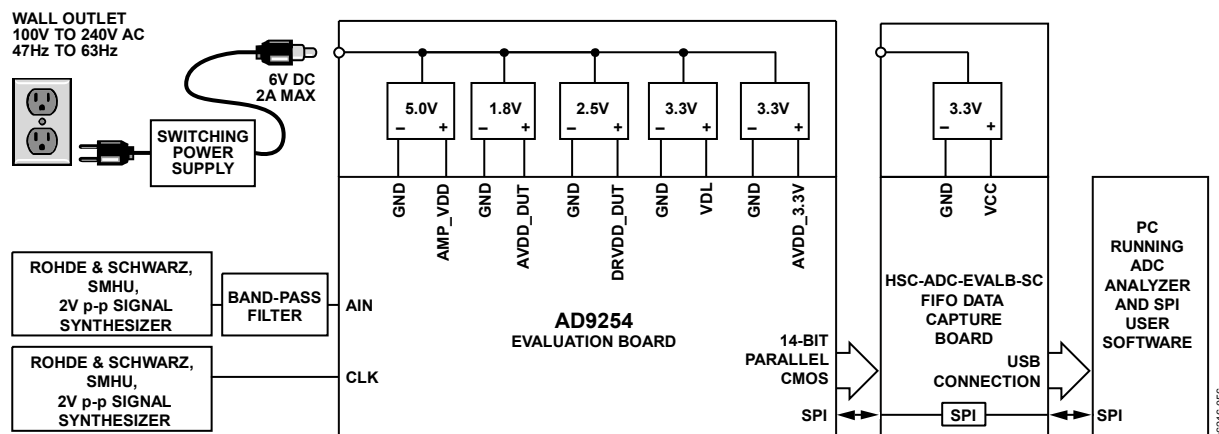 WALL OUTLET
100V TO 240V AC
47Hz TO 63Hz
6V DC
2A MAX
SWITCHING
POWER
SUPPLY
5.0V
1.8V
2.5V
3.3V
3.3V
3.3V
– +
– +
– +
– +
– +
– +
GND
AMP_VDD
GND
AVDD_DUT
GND
DRVDD_DUT
GND
VDL
GND
AVDD_3.3V
GND
VCC
ROHDE & SCHWARZ,
SMHU,
2V p-p SIGNAL
SYNTHESIZER
BAND-PASS
FILTER
AIN
ROHDE & SCHWARZ,
SMHU,
2V p-p SIGNAL
SYNTHESIZER
CLK
AD9254
EVALUATION BOARD
14-BIT
PARALLEL
CMOS
SPI
HSC-ADC-EVALB-SC
FIFO DATA
CAPTURE
BOARD
USB
CONNECTION
SPI
PC
RUNNING
ADC
ANALYZER
AND SPI
USER
SOFTWARE
SPI